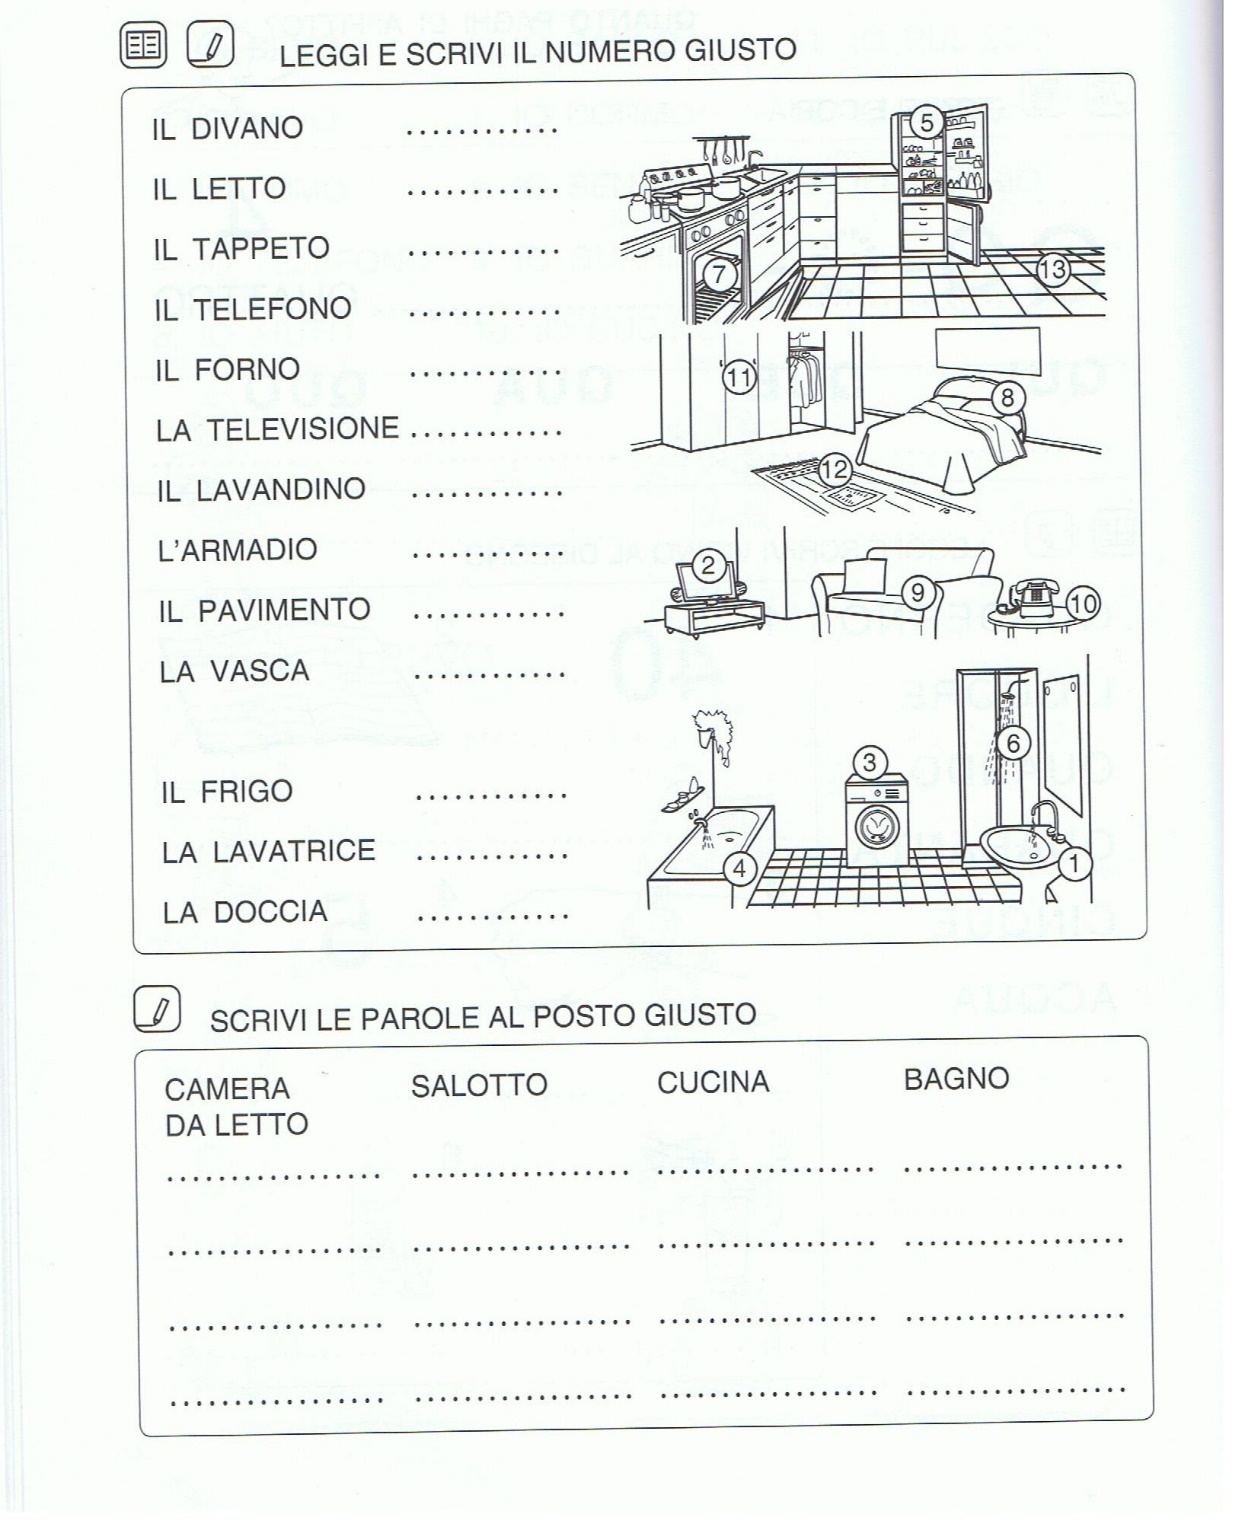 LEGGI E SCRIVI IL NUMERO GIUSTO
IL DIVANO ............
IL LETTO ............
IL TAPPETO ............
IL TELEFONO ............
IL FORNO ............
LA TELEVISIONE ............
IL LAVANDINO ............
L'ARMADIO ............
IL PAVIMENTO ............
LA VASCA ............
IL FRIGO ............
LA LAVATRICE ............
LA DOCCIA ............
5
7
13
11
8
12
2
9
10
3
6
4
1
SCRIVI LE PAROLE AL POSTO GIUSTO
CAMERA DA LETTO
SALOTTO
CUCINA
BAGNO